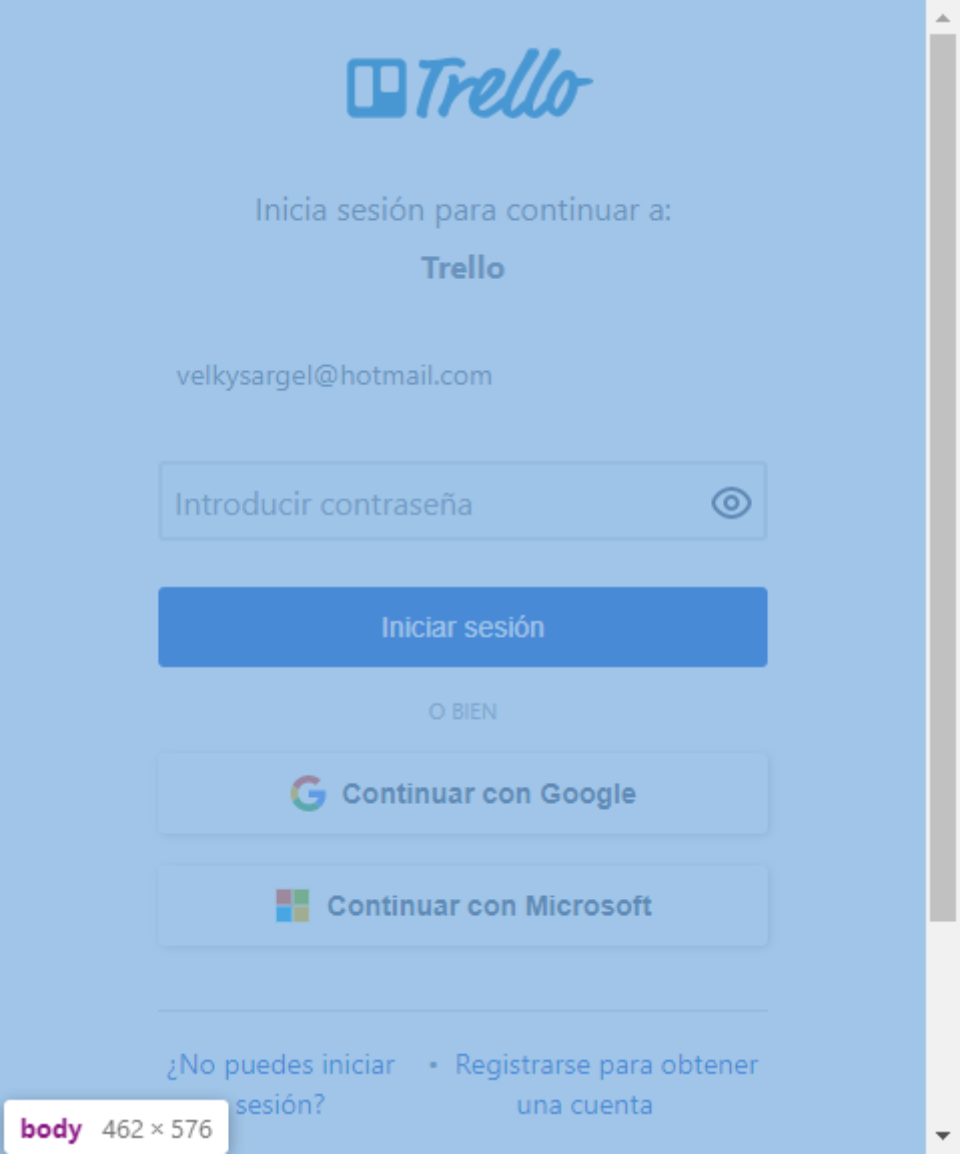 Trello
Inicia sesión para continuar a:
Trello
velkysargel@hotmail.com
Introducir contraseña
Iniciar sesión
O BIEN
Continuar con Google
Continuar con Microsoft
¿No puedes iniciar sesión?
• Registrarse para obtener una cuenta
body 462 × 576